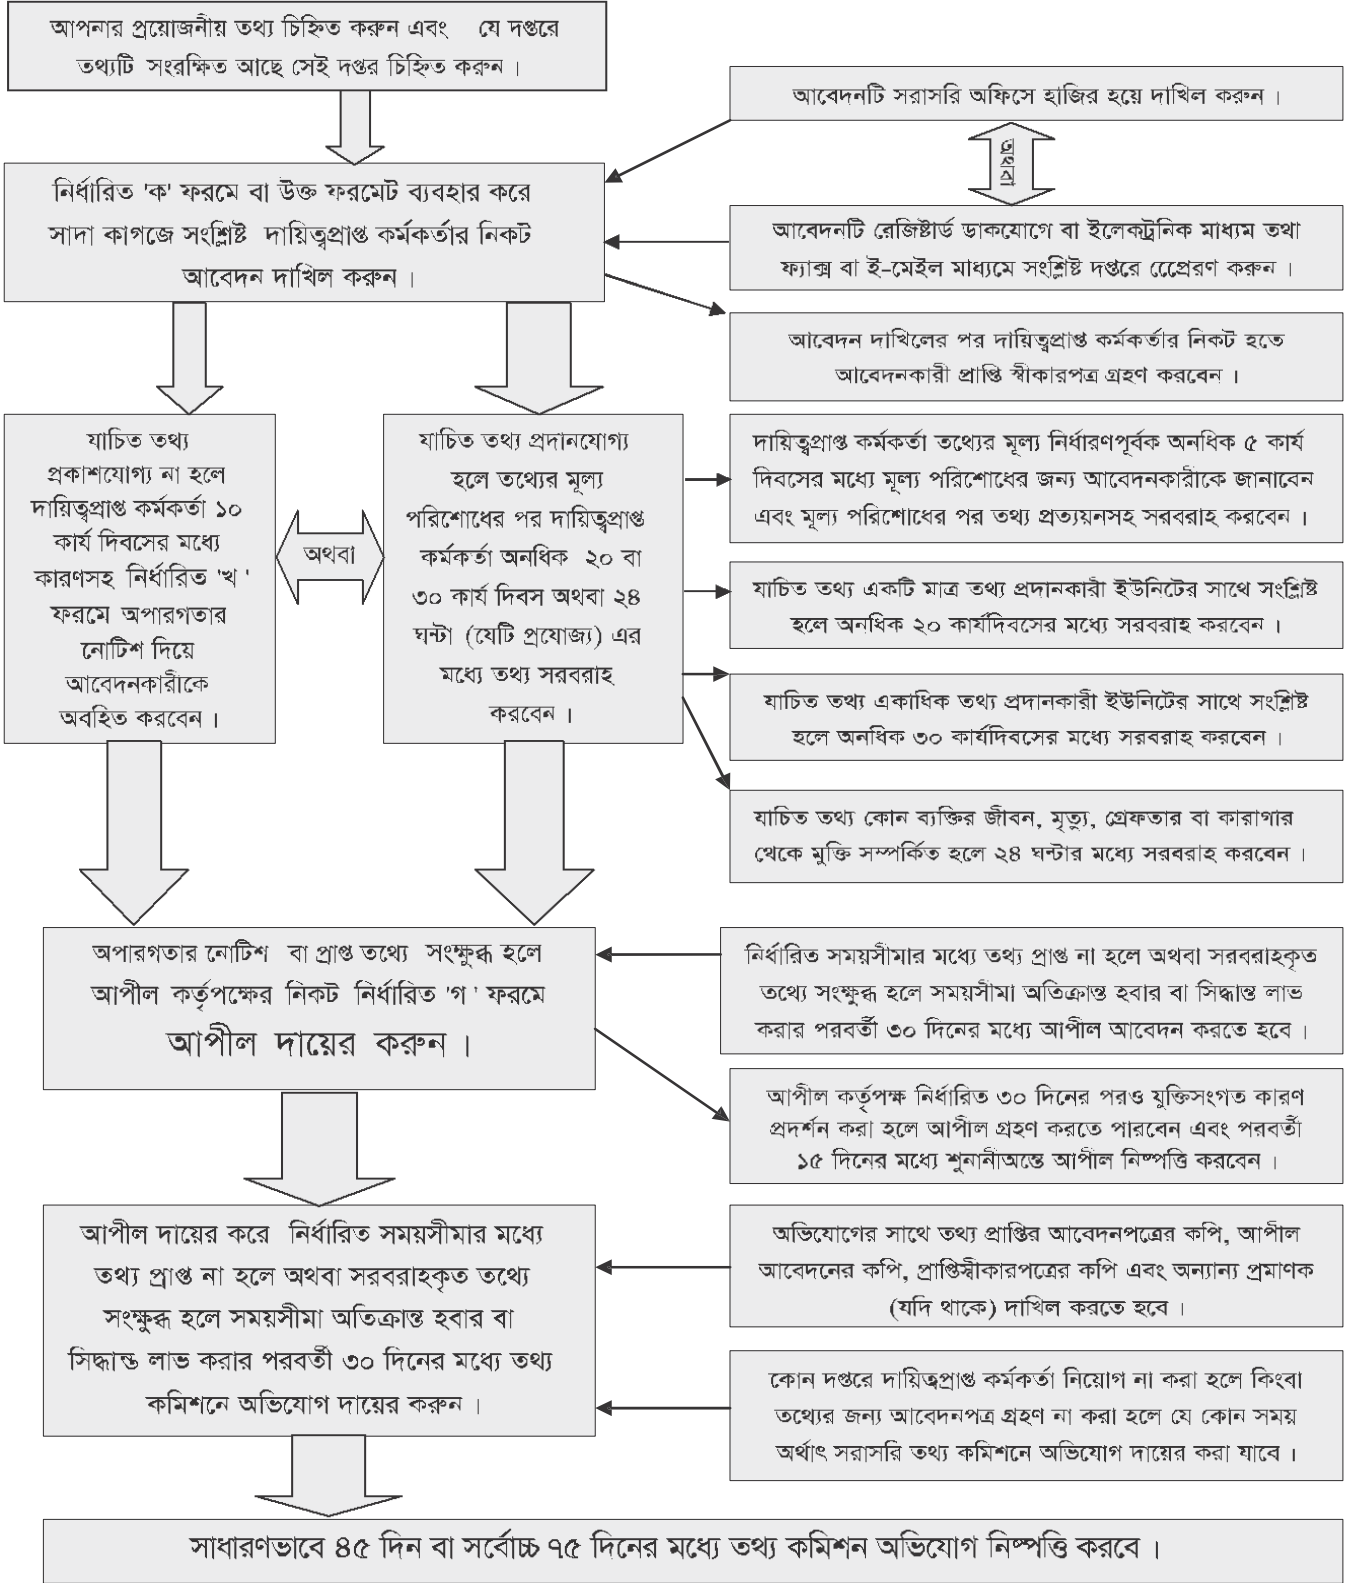 আপনার প্রয়োজনীয় তথ্য চিহ্নিত করুন এবং যে দপ্তরে
তথ্যটি সংরক্ষিত আছে সেই দপ্তর চিহ্নিত করুন ।
আবেদনটি সরাসরি অফিসে হাজির হয়ে দাখিল করুন ।
অথবা
নির্ধারিত 'ক' ফরমে বা উক্ত ফরমেট ব্যবহার করে
সাদা কাগজে সংশ্লিষ্ট দায়িত্বপ্রাপ্ত কর্মকর্তার নিকট
আবেদন দাখিল করুন ।
আবেদনটি রেজিষ্টার্ড ডাকযোগে বা ইলেকট্রনিক মাধ্যম তথা
ফ্যাক্স বা ই-মেইল মাধ্যমে সংশ্লিষ্ট দপ্তরে প্রেরণ করুন ।
আবেদন দাখিলের পর দায়িত্বপ্রাপ্ত কর্মকর্তার নিকট হতে
আবেদনকারী প্রাপ্তি স্বীকারপত্র গ্রহণ করবেন ।
যাচিত তথ্য
প্রকাশযোগ্য না হলে
দায়িত্বপ্রাপ্ত কর্মকর্তা ১০
কার্য দিবসের মধ্যে
কারণসহ নির্ধারিত 'খ '
ফরমে অপারগতার
নোটিশ দিয়ে
আবেদনকারীকে
অবহিত করবেন ।
অথবা
যাচিত তথ্য প্রদানযোগ্য
হলে তথ্যের মূল্য
পরিশোধের পর দায়িত্বপ্রাপ্ত
কর্মকর্তা অনধিক ২০ বা
৩০ কার্য দিবস অথবা ২৪
ঘন্টা (যেটি প্রযোজ্য) এর
মধ্যে তথ্য সরবরাহ
করবেন ।
দায়িত্বপ্রাপ্ত কর্মকর্তা তথ্যের মূল্য নির্ধারণপূর্বক অনধিক ৫ কার্য
দিবসের মধ্যে মূল্য পরিশোধের জন্য আবেদনকারীকে জানাবেন
এবং মূল্য পরিশোধের পর তথ্য প্রত্যয়নসহ সরবরাহ করবেন ।
যাচিত তথ্য একটি মাত্র তথ্য প্রদানকারী ইউনিটের সাথে সংশ্লিষ্ট
হলে অনধিক ২০ কার্যদিবসের মধ্যে সরবরাহ করবেন ।
যাচিত তথ্য একাধিক তথ্য প্রদানকারী ইউনিটের সাথে সংশ্লিষ্ট
হলে অনধিক ৩০ কার্যদিবসের মধ্যে সরবরাহ করবেন ।
যাচিত তথ্য কোন ব্যক্তির জীবন, মৃত্যু, গ্রেফতার বা কারাগার
থেকে মুক্তি সম্পর্কিত হলে ২৪ ঘন্টার মধ্যে সরবরাহ করবেন ।
অপারগতার নোটিশ বা প্রাপ্ত তথ্যে সংক্ষুব্ধ হলে
আপীল কর্তৃপক্ষের নিকট নির্ধারিত 'গ ' ফরমে
আপীল দায়ের করুন ।
নির্ধারিত সময়সীমার মধ্যে তথ্য প্রাপ্ত না হলে অথবা সরবরাহকৃত
তথ্যে সংক্ষুব্ধ হলে সময়সীমা অতিক্রান্ত হবার বা সিদ্ধান্ত লাভ
করার পরবর্তী ৩০ দিনের মধ্যে আপীল আবেদন করতে হবে ।
আপীল কর্তৃপক্ষ নির্ধারিত ৩০ দিনের পরও যুক্তিসংগত কারণ
প্রদর্শন করা হলে আপীল গ্রহণ করতে পারবেন এবং পরবর্তী
১৫ দিনের মধ্যে শুনানীঅন্তে আপীল নিষ্পত্তি করবেন ।
আপীল দায়ের করে নির্ধারিত সময়সীমার মধ্যে
তথ্য প্রাপ্ত না হলে অথবা সরবরাহকৃত তথ্যে
সংক্ষুব্ধ হলে সময়সীমা অতিক্রান্ত হবার বা
সিদ্ধান্ত লাভ করার পরবর্তী ৩০ দিনের মধ্যে তথ্য
কমিশনে অভিযোগ দায়ের করুন ।
অভিযোগের সাথে তথ্য প্রাপ্তির আবেদনপত্রের কপি, আপীল
আবেদনের কপি, প্রাপ্তিস্বীকারপত্রের কপি এবং অন্যান্য প্রমাণক
(যদি থাকে) দাখিল করতে হবে ।
কোন দপ্তরে দায়িত্বপ্রাপ্ত কর্মকর্তা নিয়োগ না করা হলে কিংবা
তথ্যের জন্য আবেদনপত্র গ্রহণ না করা হলে যে কোন সময়
অর্থাৎ সরাসরি তথ্য কমিশনে অভিযোগ দায়ের করা যাবে ।
সাধারণভাবে ৪৫ দিন বা সর্বোচ্চ ৭৫ দিনের মধ্যে তথ্য কমিশন অভিযোগ নিষ্পত্তি করবে ।